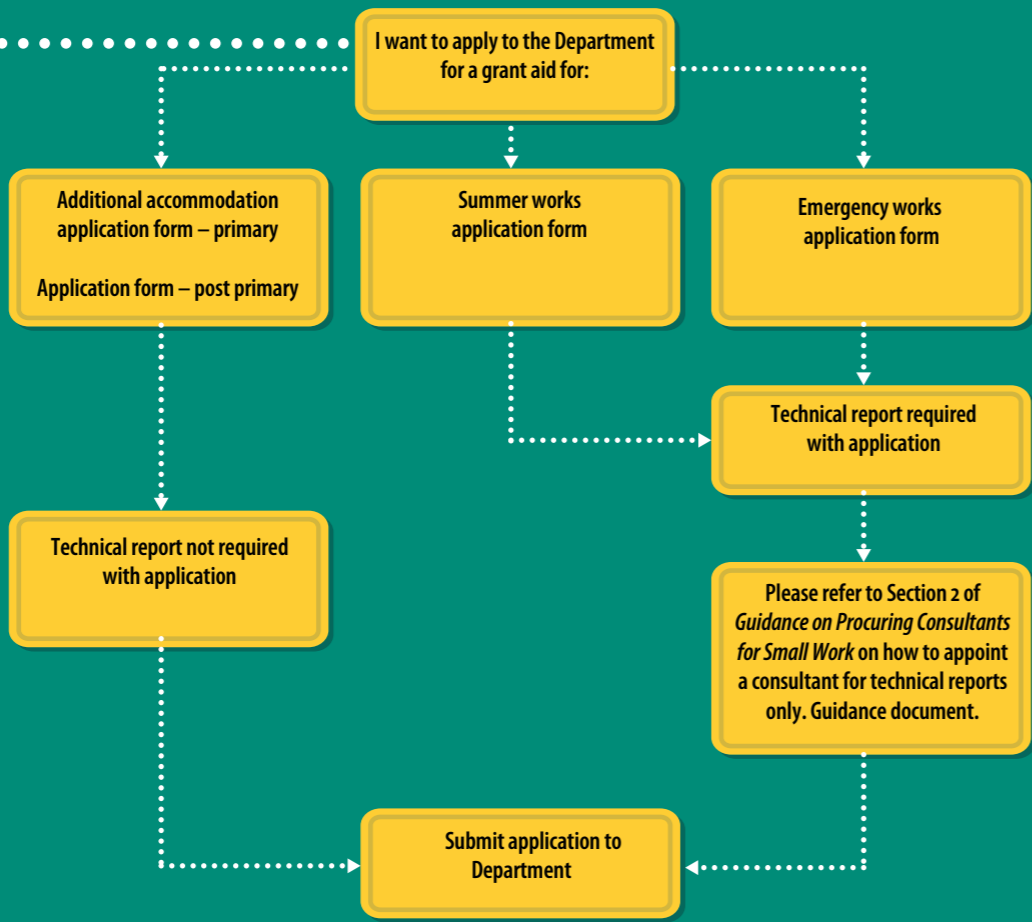 I want to apply to the Department
for a grant aid for:
Additional accommodation
application form – primary
Application form – post primary
Summer works
application form
Emergency works
application form
Technical report required
with application
Technical report not required
with application
Please refer to Section 2 of
Guidance on Procuring Consultants
for Small Work on how to appoint
a consultant for technical reports
only. Guidance document.
Submit application to
Department